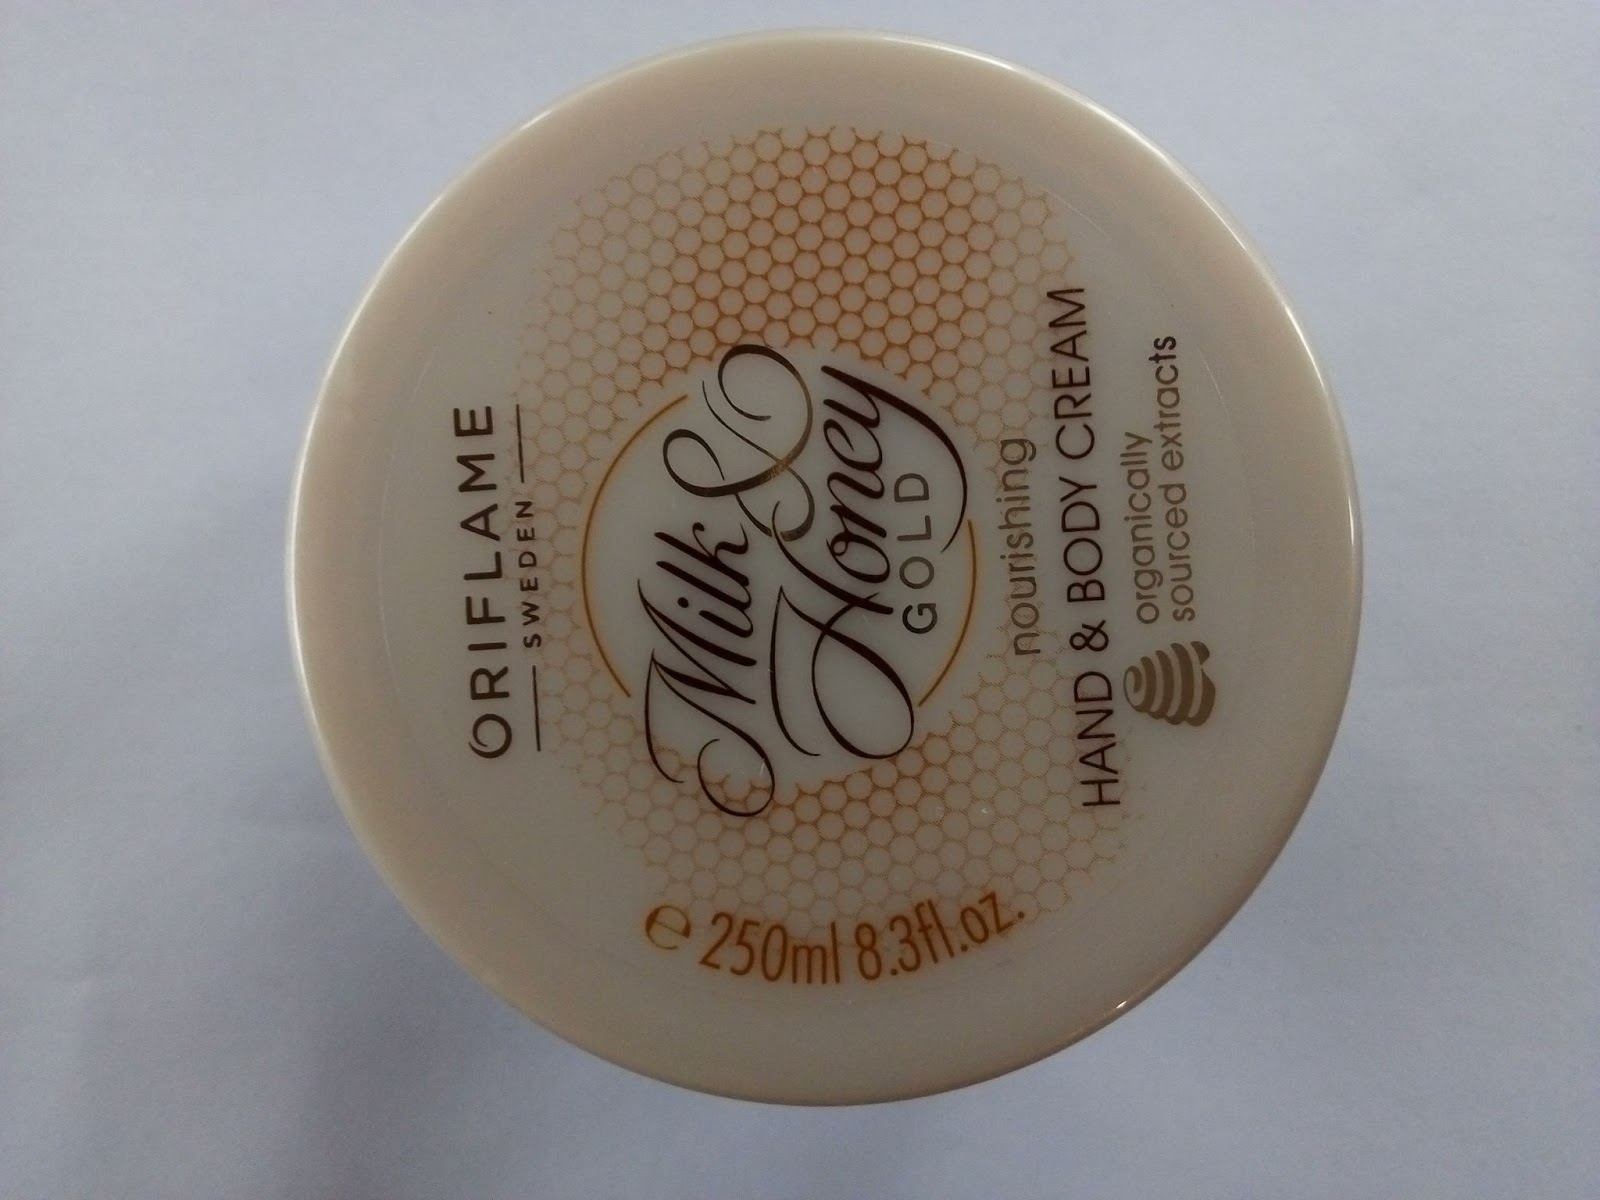 ORIFLAME
SWEDEN
Milk &
Honey
GOLD
nourishing
HAND & BODY CREAM
organically
sourced extracts
℮ 250ml 8.3fl.oz.